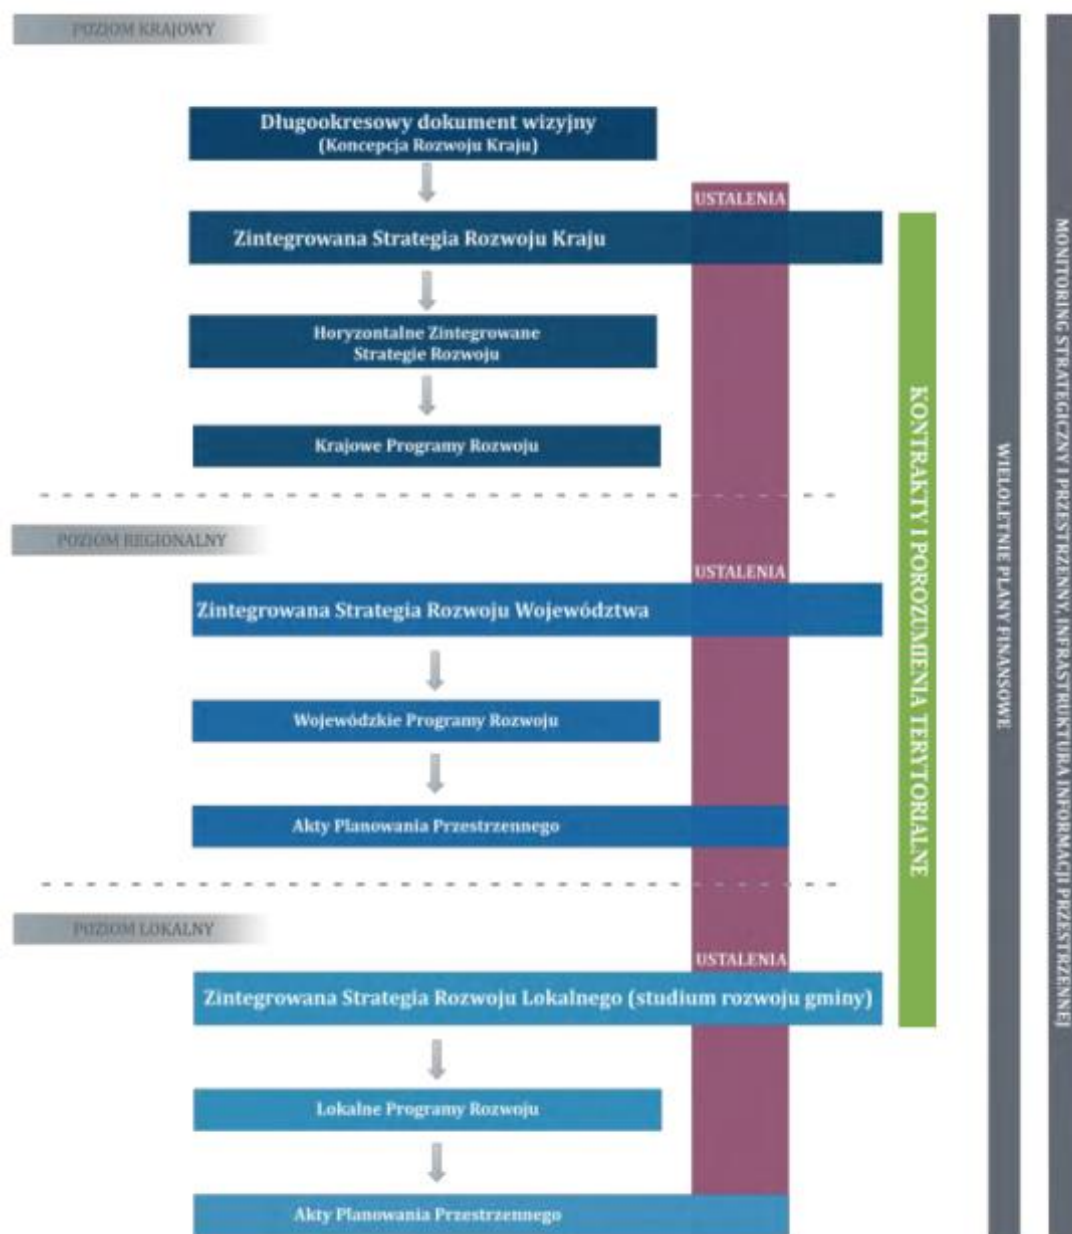 POZIOM KRAJOWY
Długookresowy dokument wizyjny
(Koncepcja Rozwoju Kraju)
USTALENIA
Zintegrowana Strategia Rozwoju Kraju
Horyzontalne Zintegrowane
Strategie Rozwoju
Krajowe Programy Rozwoju
POZIOM REGIONALNY
USTALENIA
Zintegrowana Strategia Rozwoju Województwa
Wojewódzkie Programy Rozwoju
Akty Planowania Przestrzennego
POZIOM LOKALNY
USTALENIA
Zintegrowana Strategia Rozwoju Lokalnego (studium rozwoju gminy)
Lokalne Programy Rozwoju
Akty Planowania Przestrzennego
KONTRAKTY I POROZUMIENIA TERYTORIALNE
WIELOLETNIE PLANY FINANSOWE
MONITORING STRATEGICZNY I PRZESTRZENNY, INFRASTRUKTURA INFORMACJI PRZESTRZENNEJ